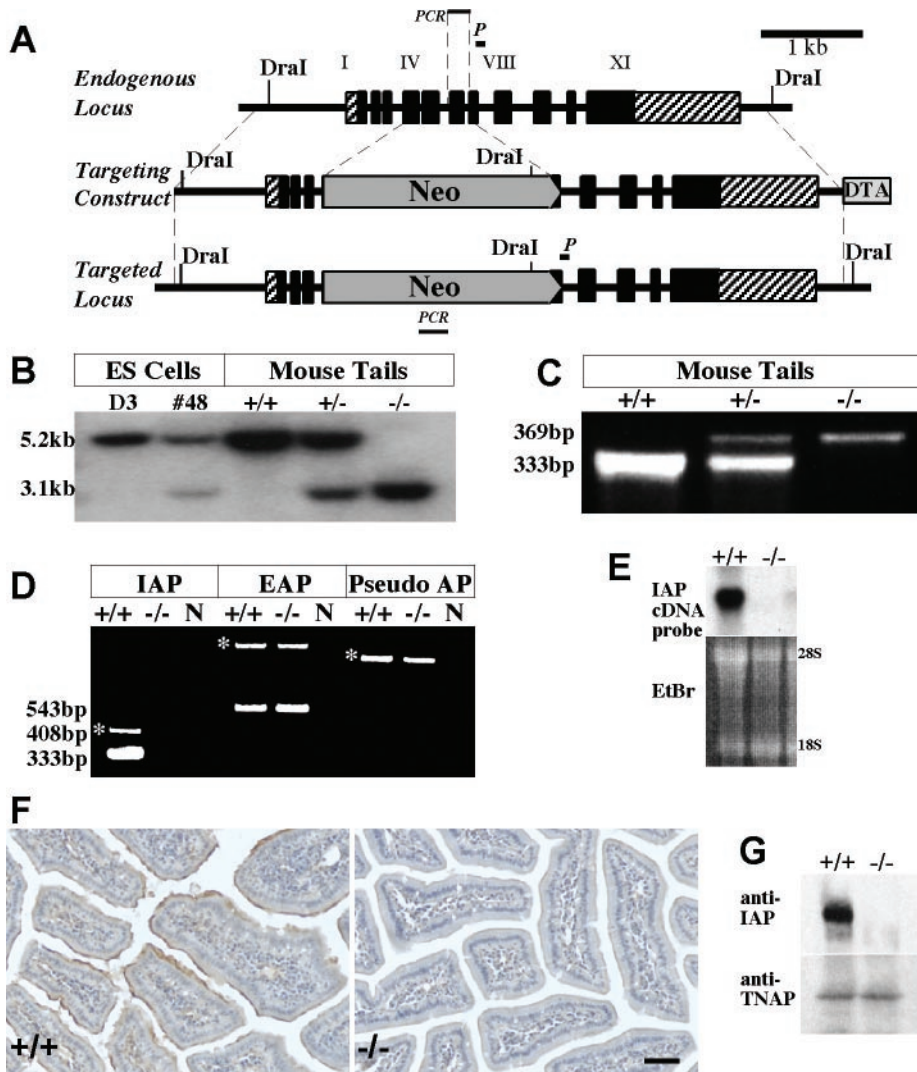 A
PCR
P
1 kb
I IV VIII XI
Endogenous
Locus
DraI DraI
Targeting
Construct
DraI DraI
Neo
DTA
Targeted
Locus
DraI DraI P DraI
Neo
PCR
B
ES Cells Mouse Tails
D3 #48 +/+ +/- -/-
5.2kb
3.1kb
C
Mouse Tails
+/+ +/- -/-
369bp
333bp
D
IAP EAP Pseudo AP
+/+ -/- N +/+ -/- N +/+ -/- N
* *
543bp
* 408bp
333bp
E
+/+ -/-
IAP
cDNA
probe
28S
EtBr
18S
F
+/+ -/-
G
+/+ -/-
anti-
IAP
anti-
TNAP